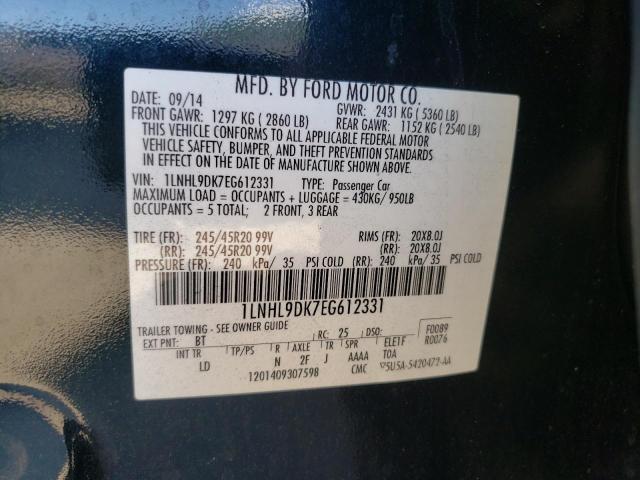 MFD. BY FORD MOTOR CO.
DATE: 09/14 GVWR: 2431 KG ( 5360 LB)
FRONT GAWR: 1297 KG ( 2860 LB) REAR GAWR: 1152 KG ( 2540 LB)
THIS VEHICLE CONFORMS TO ALL APPLICABLE FEDERAL MOTOR
VEHICLE SAFETY, BUMPER, AND THEFT PREVENTION STANDARDS
IN EFFECT ON THE DATE OF MANUFACTURE SHOWN ABOVE.
VIN: 1LNHL9DK7EG612331 TYPE: Passenger Car
MAXIMUM LOAD = OCCUPANTS + LUGGAGE = 430KG/ 950LB
OCCUPANTS = 5 TOTAL; 2 FRONT, 3 REAR
TIRE (FR): 245/45R20 99V RIMS (FR): 20X8.0J
(RR): 245/45R20 99V (RR): 20X8.0J
PRESSURE (FR): 240 kPa/ 35 PSI COLD (RR): 240 kPa/ 35 PSI COLD
1LNHL9DK7EG612331
TRAILER TOWING - SEE OWNER GUIDE
EXT PNT: BT RC: 25 DSO: F0089
INT TR TP/PS R AXLE TR SPR ELE1F R0076
LD N 2F J AAAA T0A
1201409307598 CMC 5U5A-5420472-AA